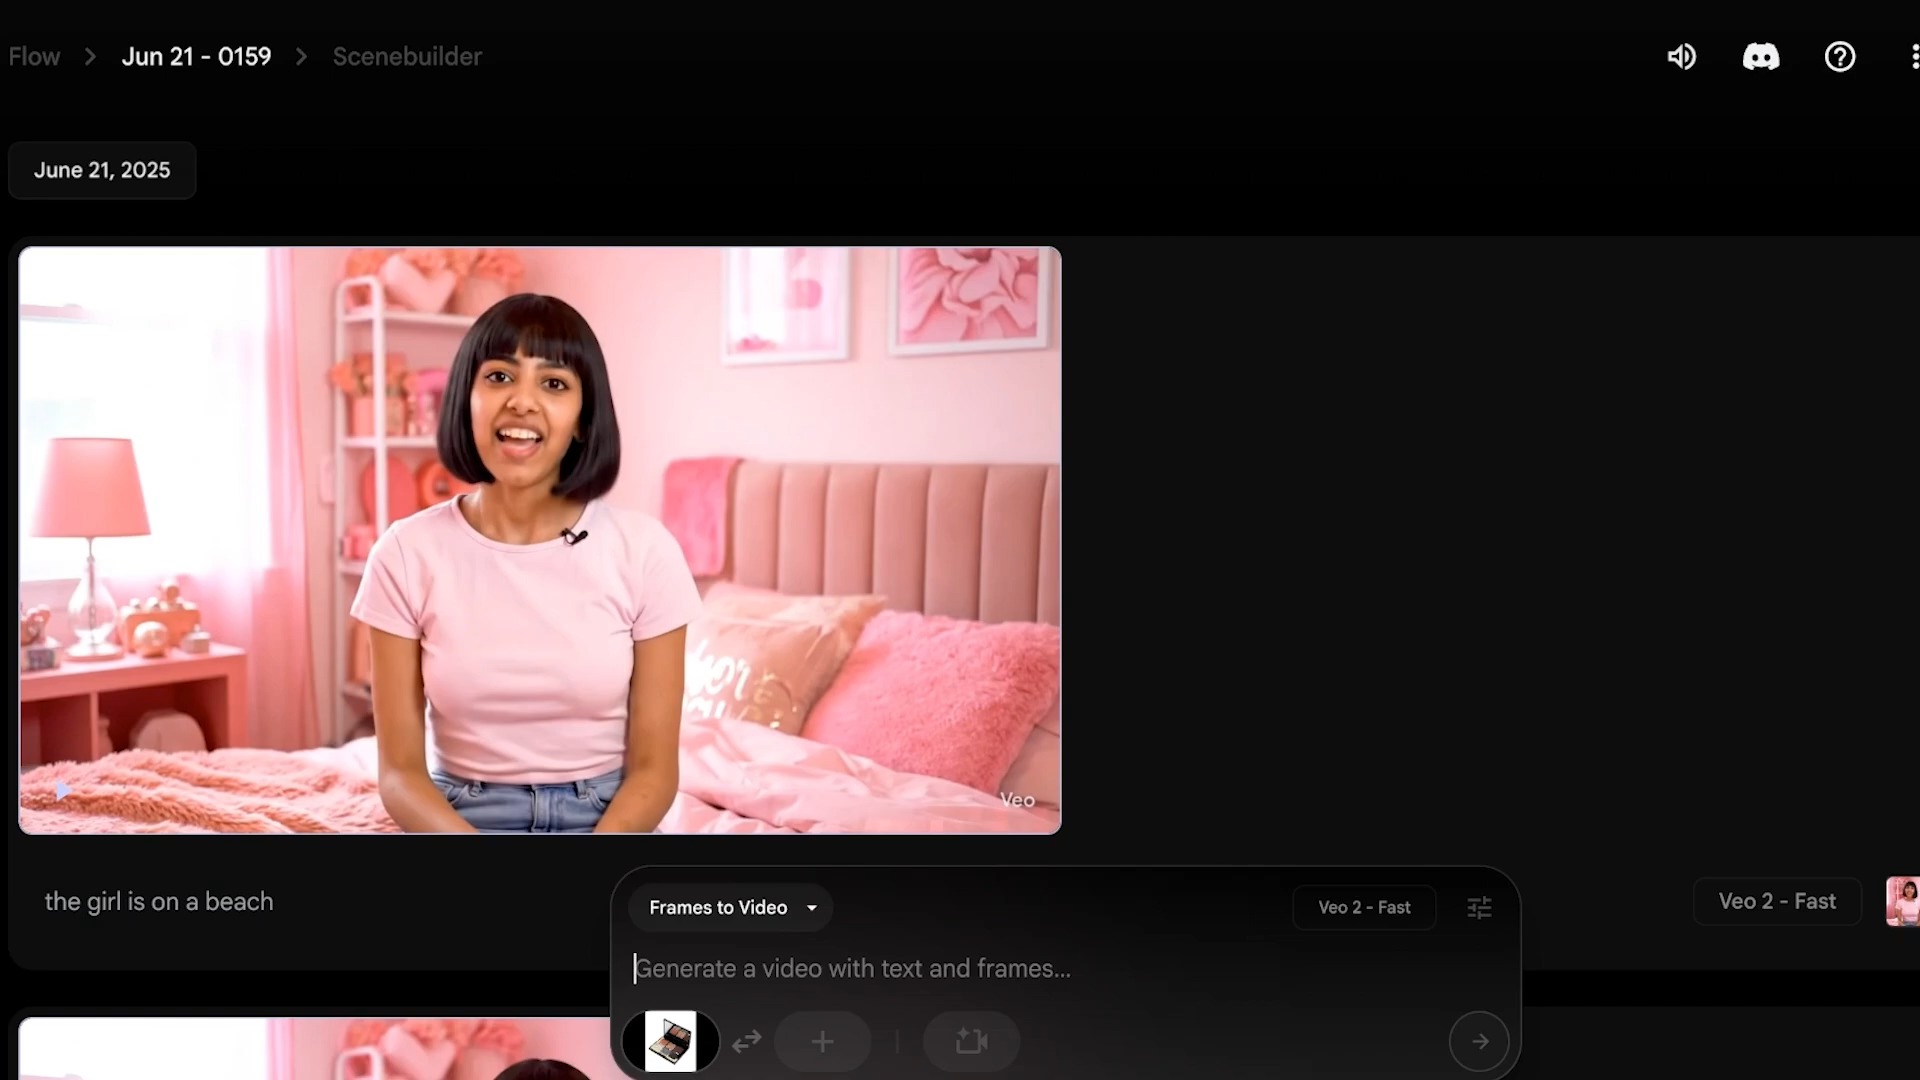 Flow > Jun 21 - 0159 > Scenebuilder
June 21, 2025
Veo
the girl is on a beach
Veo 2 - Fast
Frames to Video
Veo 2 - Fast
Generate a video with text and frames...